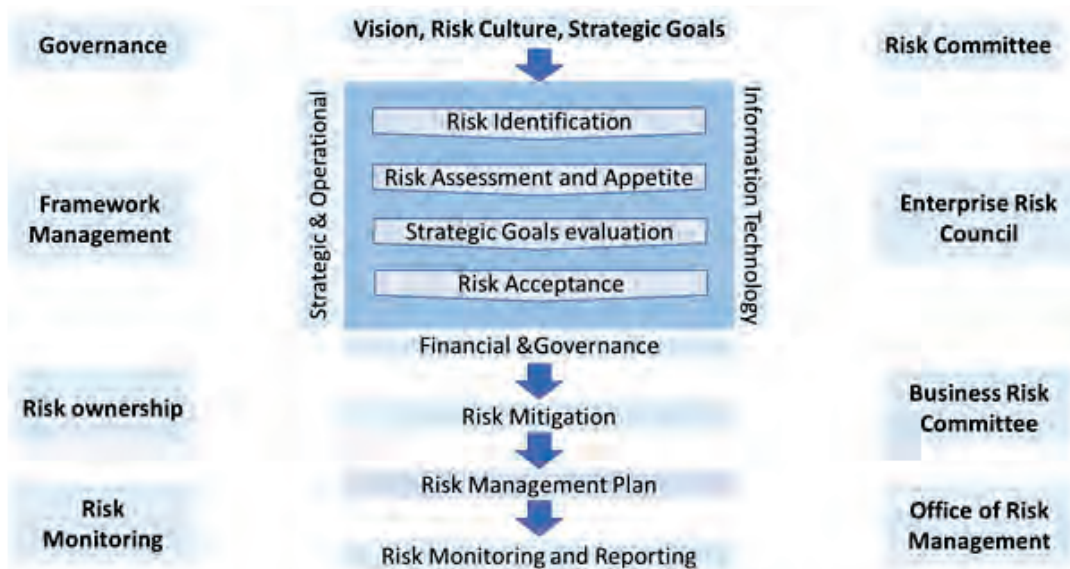 Governance
Vision, Risk Culture, Strategic Goals
Risk Committee
Strategic & Operational
Risk Identification
Information Technology
Risk Assessment and Appetite
Framework
Management
Strategic Goals evaluation
Enterprise Risk
Council
Risk Acceptance
Financial &Governance
Risk ownership
Risk Mitigation
Business Risk
Committee
Risk Management Plan
Risk
Monitoring
Office of Risk
Management
Risk Monitoring and Reporting